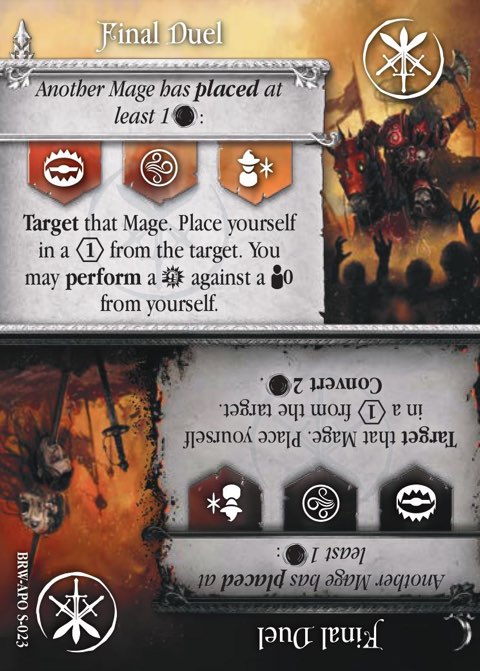 Final Duel
Another Mage has placed at
least 1 :
Target that Mage. Place yourself
in a 1 from the target. You
may perform a against a 0
from yourself.
Final Duel
Another Mage has placed at
least 1 :
Target that Mage. Place yourself
in a 1 from the target.
Convert 2 .
BRW-APO S-023